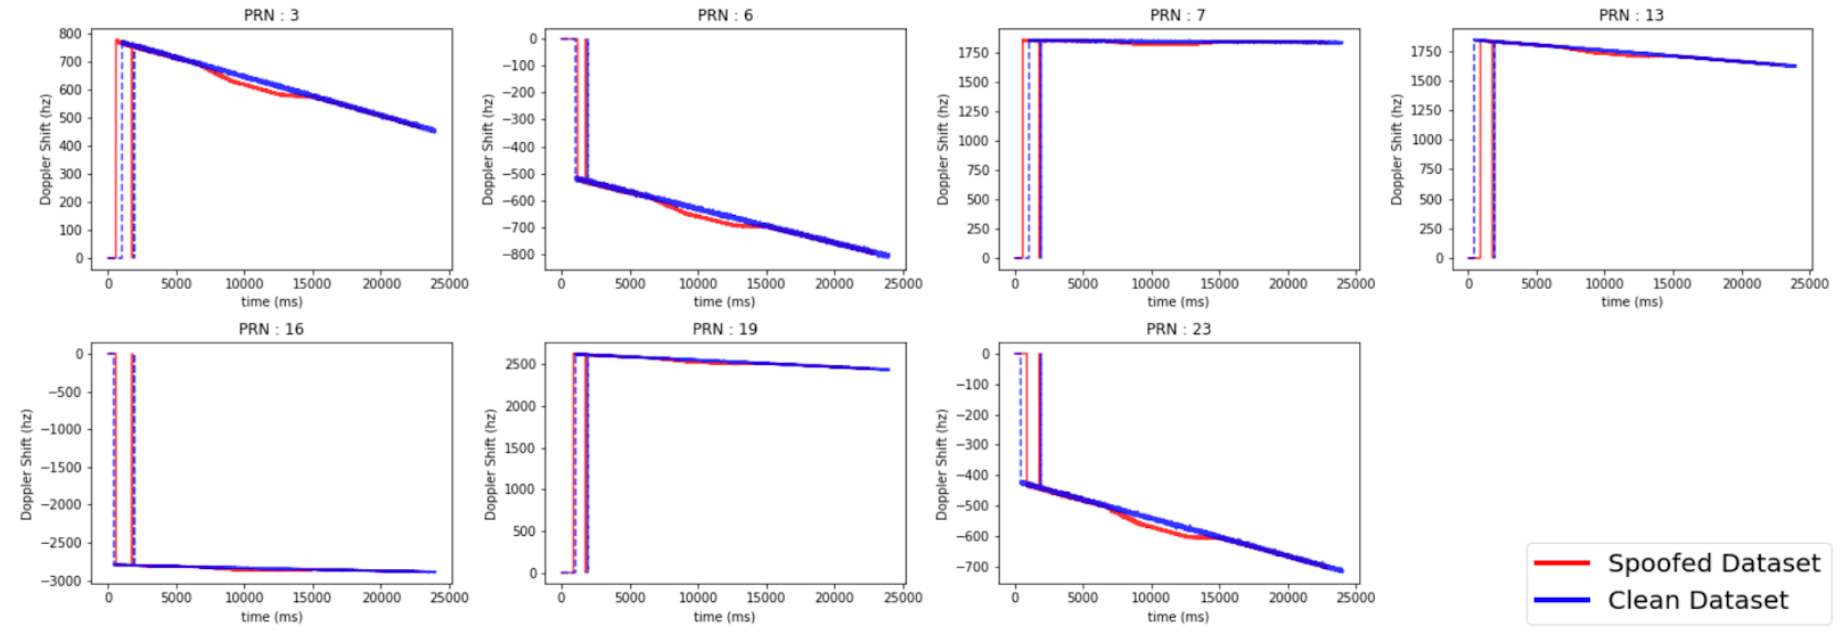 PRN : 3
800
700
600
500
400
300
200
100
0
Doppler Shift (hz)
0 5000 10000 15000 20000 25000
time (ms)
PRN : 6
0
−100
−200
−300
−400
−500
−600
−700
−800
Doppler Shift (hz)
0 5000 10000 15000 20000 25000
time (ms)
PRN : 7
1750
1500
1250
1000
750
500
250
0
Doppler Shift (hz)
0 5000 10000 15000 20000 25000
time (ms)
PRN : 13
1750
1500
1250
1000
750
500
250
0
Doppler Shift (hz)
0 5000 10000 15000 20000 25000
time (ms)
PRN : 16
0
−500
−1000
−1500
−2000
−2500
−3000
Doppler Shift (hz)
0 5000 10000 15000 20000 25000
time (ms)
PRN : 19
2500
2000
1500
1000
500
0
Doppler Shift (hz)
0 5000 10000 15000 20000 25000
time (ms)
PRN : 23
0
−100
−200
−300
−400
−500
−600
−700
Doppler Shift (hz)
0 5000 10000 15000 20000 25000
time (ms)
Spoofed Dataset
Clean Dataset